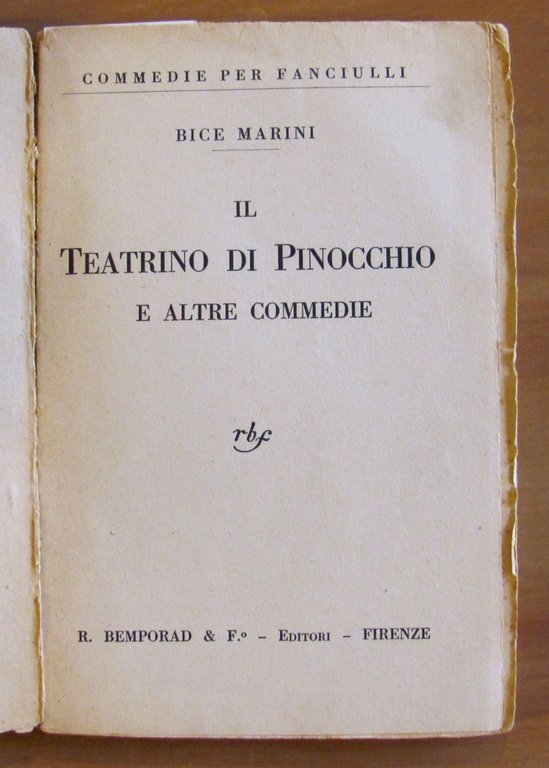 COMMEDIE PER FANCIULLI
BICE MARINI
IL
TEATRINO DI PINOCCHIO
E ALTRE COMMEDIE
rbf
R. BEMPORAD & F.º – EDITORI – FIRENZE